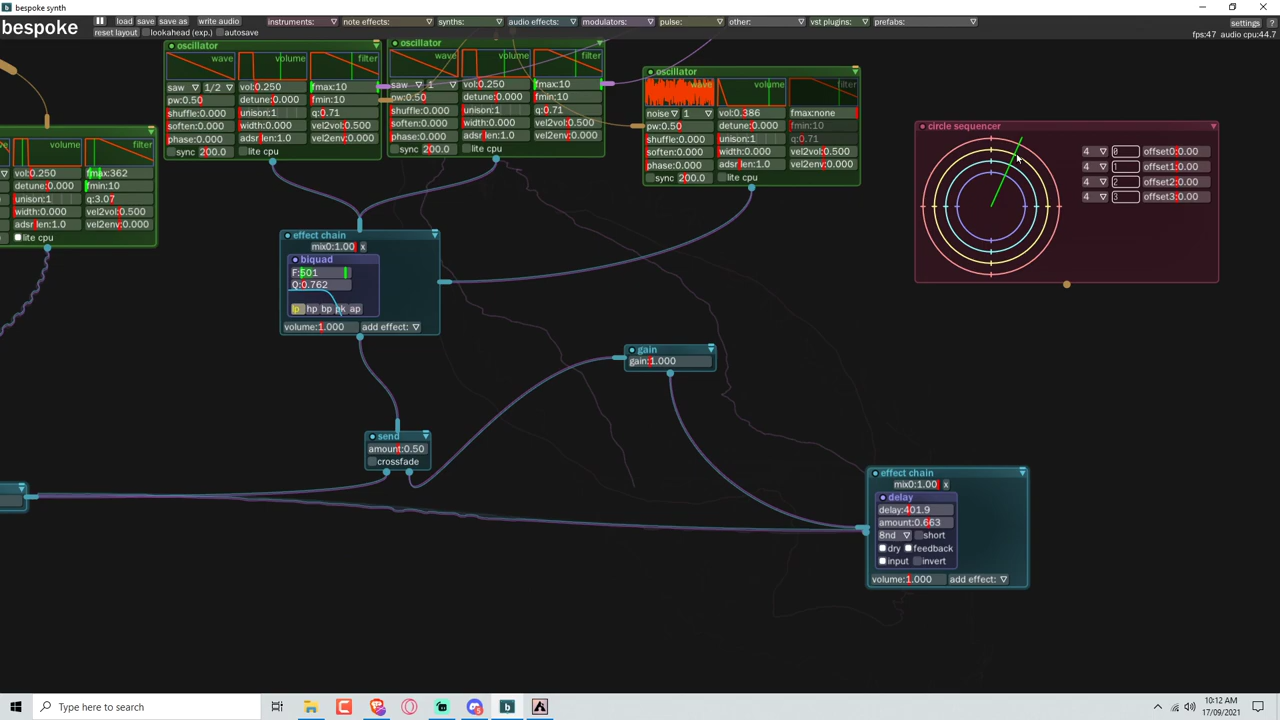 bespoke synth
bespoke
load save save as write audio
instruments: note effects: synths: audio effects: modulators: pulse: other: vst plugins: prefabs:
settings ?
reset layout lookahead (exp.) autosave
fps:47 audio cpu:44.7
oscillator
wave volume filter
saw 1/2 vol:0.250 fmax:10
pw:0.50 detune:0.000 fmin:10
shuffle:0.000 unison:1 q:0.71
soften:0.000 width:0.000 vel2vol:0.500
phase:0.000 adsr len:1.0 vel2env:0.000
sync 200.0 lite cpu
oscillator
wave volume filter
saw 1 vol:0.250 fmax:10
pw:0.50 detune:0.000 fmin:10
shuffle:0.000 unison:1 q:0.71
soften:0.000 width:0.000 vel2vol:0.500
phase:0.000 adsr len:1.0 vel2env:0.000
sync 200.0 lite cpu
oscillator
wave volume filter
noise 1 vol:0.386 fmax:none
pw:0.50 detune:0.000 fmin:10
shuffle:0.000 unison:1 q:0.71
soften:0.000 width:0.000 vel2vol:0.500
phase:0.000 adsr len:1.0 vel2env:0.000
sync 200.0 lite cpu
volume filter
vol:0.250 fmax:362
detune:0.000 fmin:10
unison:1 q:3.07
width:0.000 vel2vol:0.500
adsr len:1.0 vel2env:0.000
lite cpu
circle sequencer
4 0 offset0:0.00
4 1 offset1:0.00
4 2 offset2:0.00
4 3 offset3:0.00
effect chain
mix0:1.00 x
biquad
F:501
Q:0.762
lp hp bp pk ap
volume:1.000 add effect:
gain
gain:1.000
send
amount:0.50
crossfade
effect chain
mix0:1.00 x
delay
delay:401.9
amount:0.663
8nd short
dry feedback
input invert
volume:1.000 add effect:
Type here to search
10:12 AM
17/09/2021